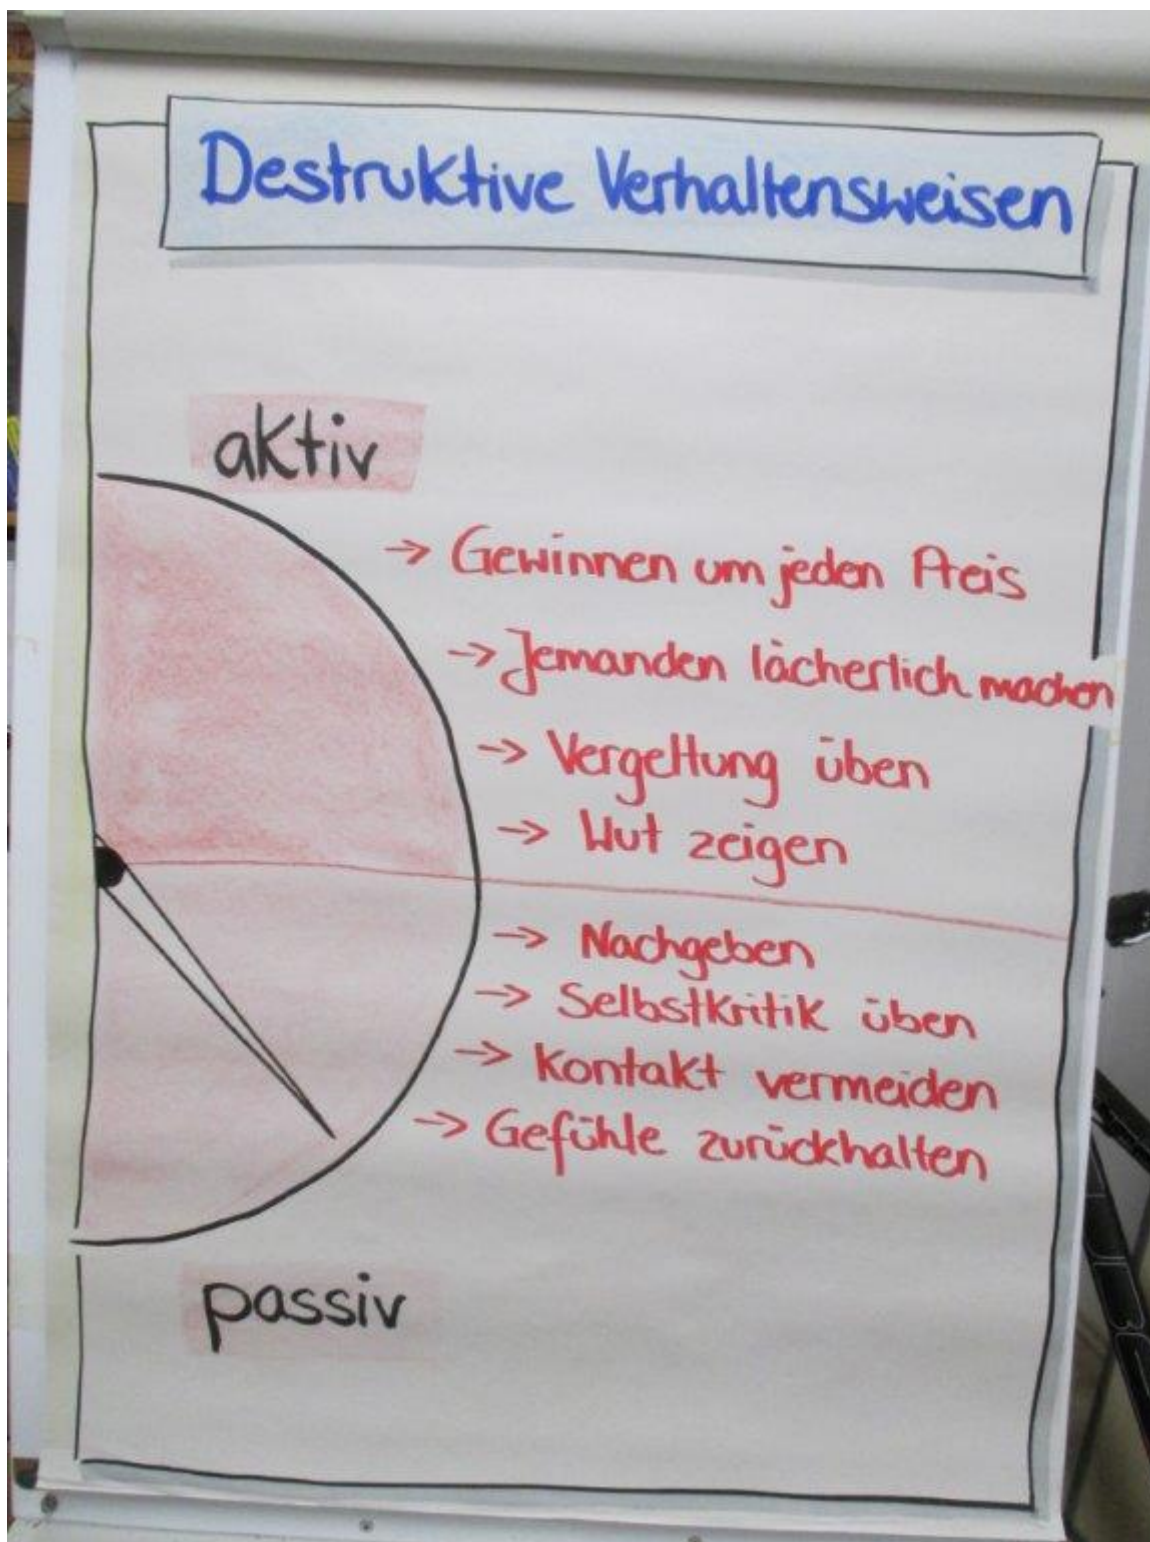 Destruktive Verhaltensweisen
aktiv
→ Gewinnen um jeden Preis
→ Jemanden lächerlich machen
→ Vergeltung üben
→ Wut zeigen
→ Nachgeben
→ Selbstkritik üben
→ Kontakt vermeiden
→ Gefühle zurückhalten
passiv